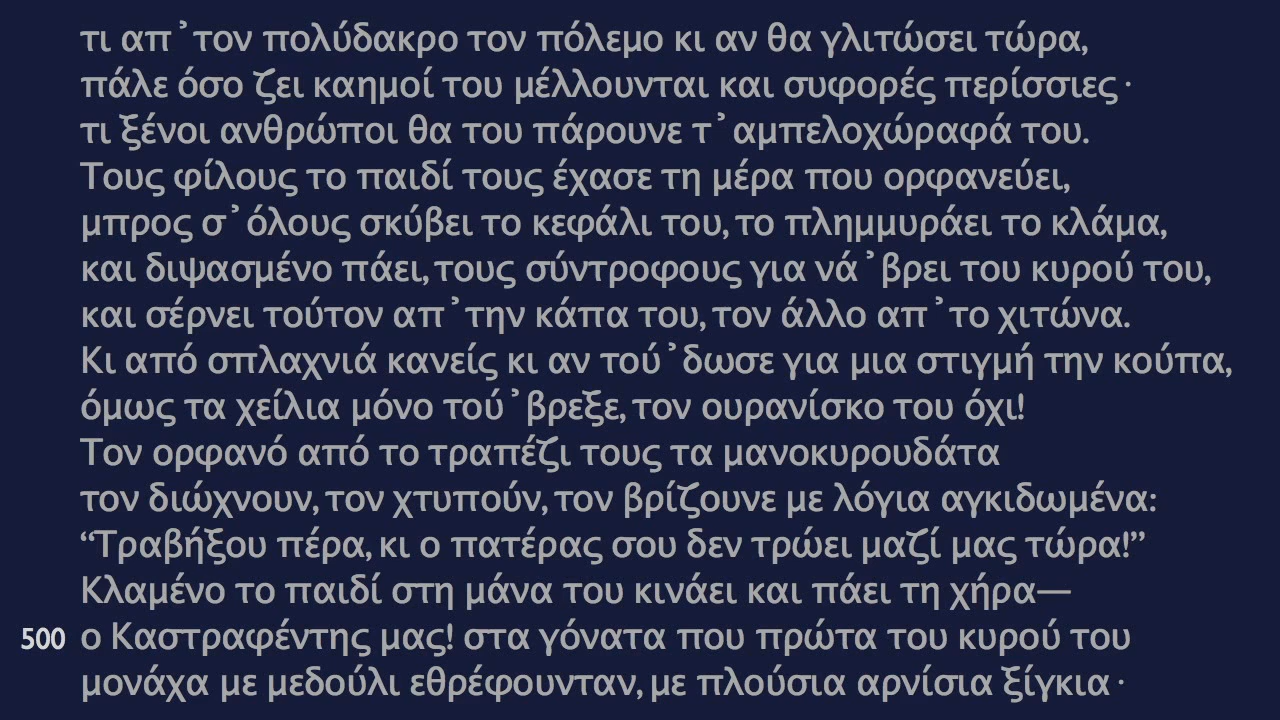 τι απ᾿ τον πολύδακρο τον πόλεμο κι αν θα γλιτώσει τώρα,
πάλε όσο ζει καημοί του μέλλουνται και συφορές περίσσιες·
τι ξένοι ανθρώποι θα του πάρουνε τ᾿ αμπελοχώραφά του.
Τους φίλους το παιδί τους έχασε τη μέρα που ορφανεύει,
μπρος σ᾿ όλους σκύβει το κεφάλι του, το πλημμυράει το κλάμα,
και διψασμένο πάει, τους σύντροφους για νά᾿ βρει του κυρού του,
και σέρνει τούτον απ᾿ την κάπα του, τον άλλο απ᾿ το χιτώνα.
Κι από σπλαχνιά κανείς κι αν τού᾿ δωσε για μια στιγμή την κούπα,
όμως τα χείλια μόνο τού᾿ βρεξε, τον ουρανίσκο του όχι!
Τον ορφανό από το τραπέζι τους τα μανοκυρουδάτα
τον διώχνουν, τον χτυπούν, τον βρίζουνε με λόγια αγκιδωμένα:
“Τραβήξου πέρα, κι ο πατέρας σου δεν τρώει μαζί μας τώρα!”
Κλαμένο το παιδί στη μάνα του κινάει και πάει τη χήρα—
500 ο Καστραφέντης μας! στα γόνατα που πρώτα του κυρού του
μονάχα με μεδούλι εθρέφουνταν, με πλούσια αρνίσια ξίγκια·